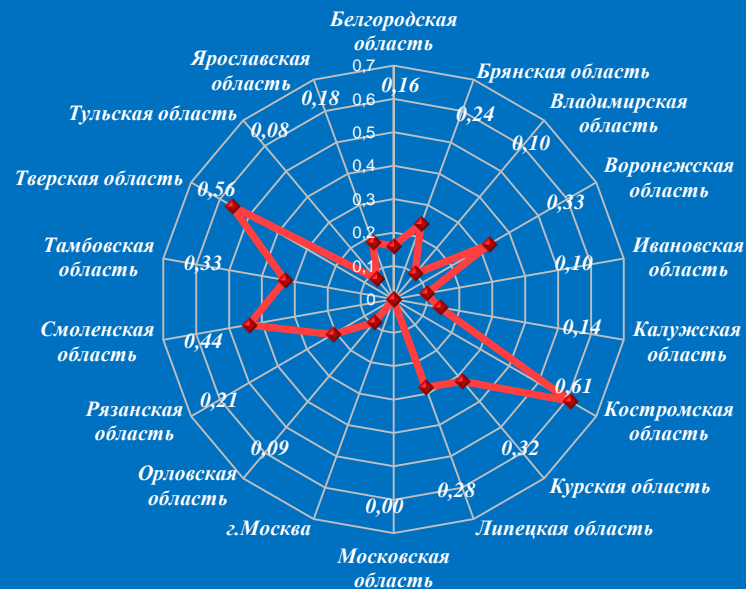 Белгородская
область
0,7
0,16
0,6
0,5
0,4
0,3
0,2
0,1
0
Брянская область
0,24
Владимирская
область
0,10
Воронежская
область
0,33
Ивановская
область
0,10
Калужская
область
0,14
Костромская
область
0,61
Курская область
0,32
Липецкая область
0,28
Московская
область
0,00
г.Москва
Орловская
область
0,09
Рязанская
область
0,21
Смоленская
область
0,44
Тамбовская
область
0,33
Тверская область
0,56
Тульская область
0,08
Ярославская
область
0,18